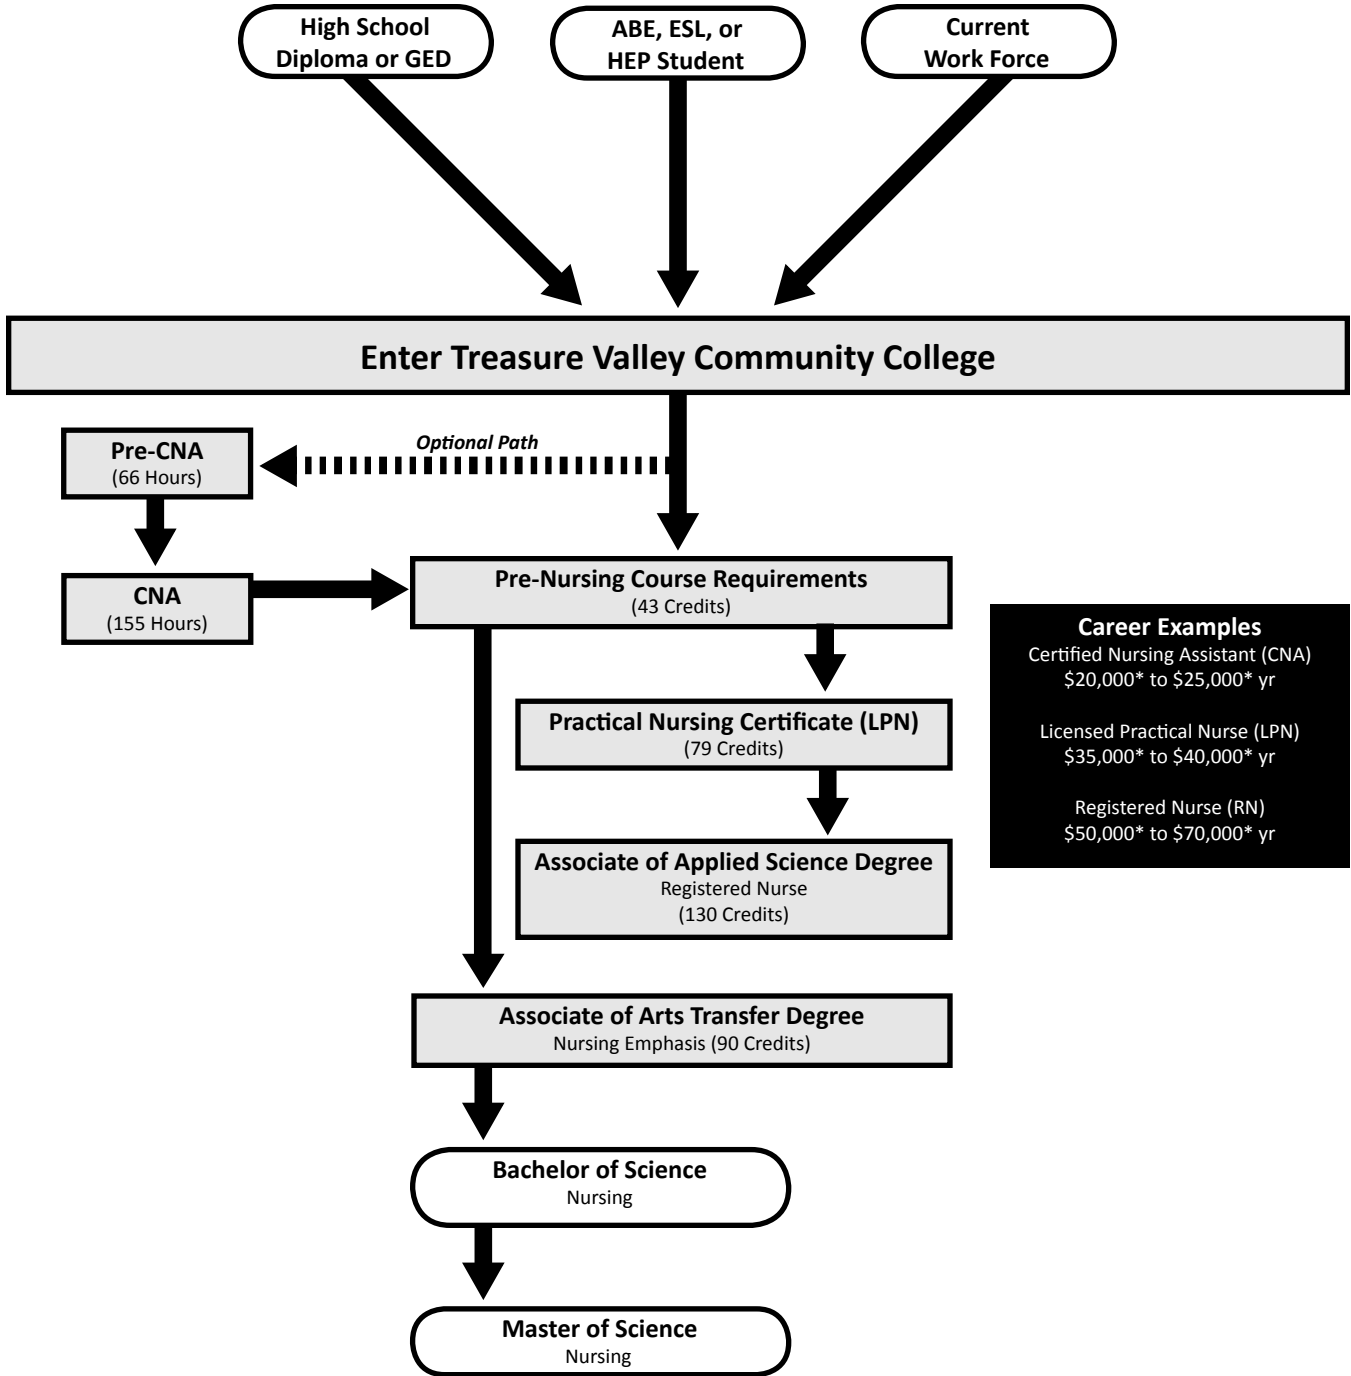 High School
Diploma or GED
ABE, ESL, or
HEP Student
Current
Work Force
Enter Treasure Valley Community College
Optional Path
Pre-CNA
(66 Hours)
CNA
(155 Hours)
Pre-Nursing Course Requirements
(43 Credits)
Career Examples
Certified Nursing Assistant (CNA)
$20,000* to $25,000* yr
Licensed Practical Nurse (LPN)
$35,000* to $40,000* yr
Registered Nurse (RN)
$50,000* to $70,000* yr
Practical Nursing Certificate (LPN)
(79 Credits)
Associate of Applied Science Degree
Registered Nurse
(130 Credits)
Associate of Arts Transfer Degree
Nursing Emphasis (90 Credits)
Bachelor of Science
Nursing
Master of Science
Nursing